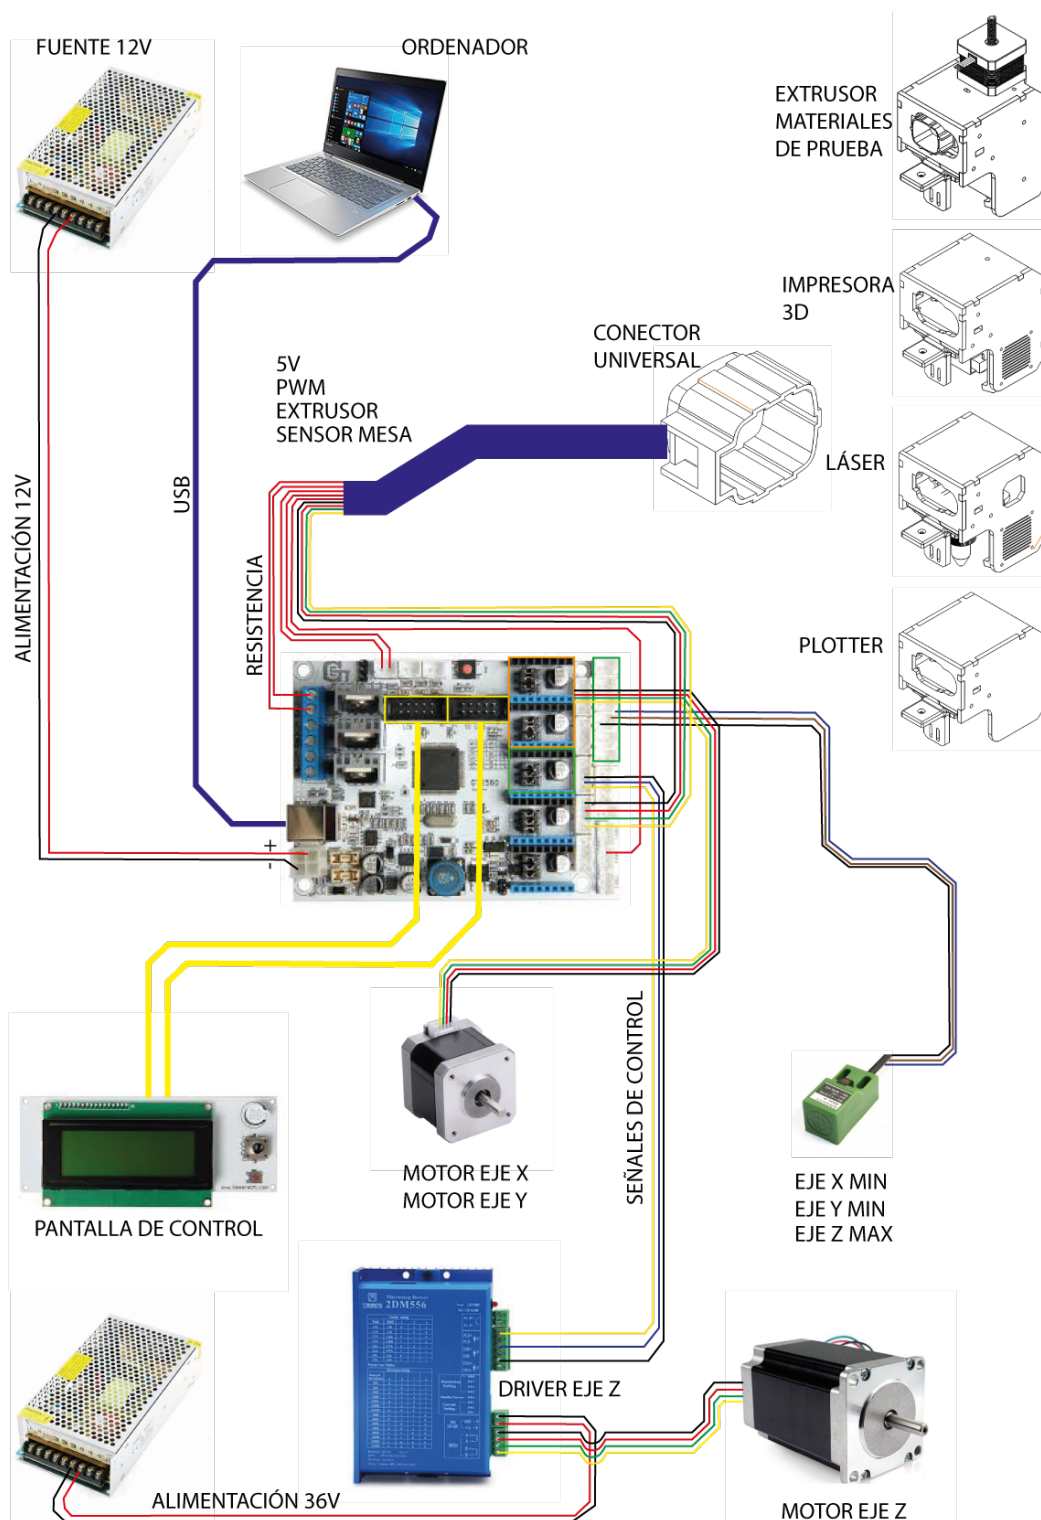 FUENTE 12V
ORDENADOR
EXTRUSOR
MATERIALES
DE PRUEBA
IMPRESORA
3D
CONECTOR
UNIVERSAL
5V
PWM
EXTRUSOR
SENSOR MESA
LÁSER
ALIMENTACIÓN 12V
USB
RESISTENCIA
PLOTTER
+
-
SEÑALES DE CONTROL
MOTOR EJE X
MOTOR EJE Y
EJE X MIN
EJE Y MIN
EJE Z MAX
PANTALLA DE CONTROL
2DM556
DRIVER EJE Z
ALIMENTACIÓN 36V
MOTOR EJE Z